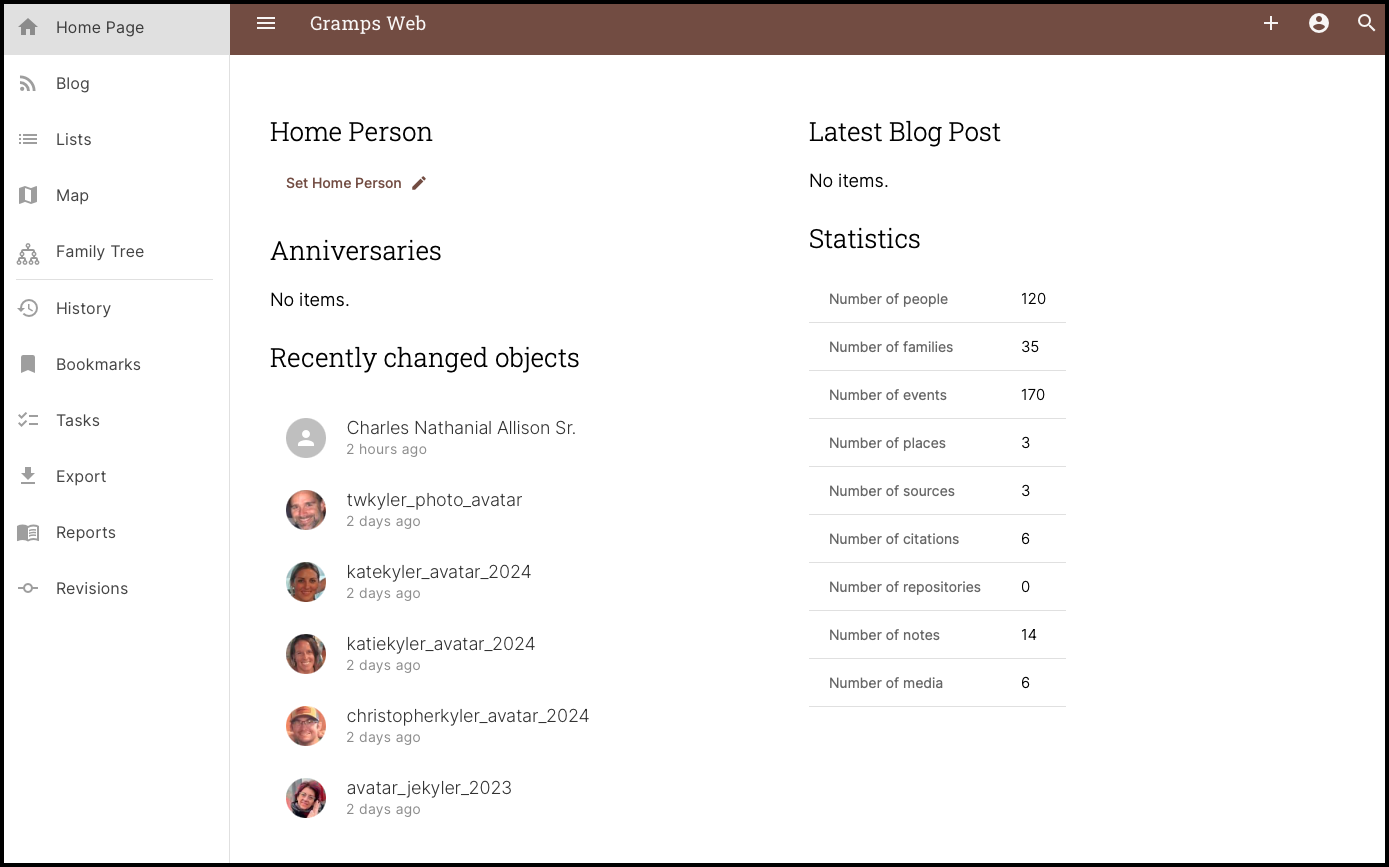 Home Page
Blog
Lists
Map
Family Tree
History
Bookmarks
Tasks
Export
Reports
Revisions
Gramps Web
Home Person
Set Home Person
Anniversaries
No items.
Recently changed objects
Charles Nathanial Allison Sr.
2 hours ago
twkyler_photo_avatar
2 days ago
katekyler_avatar_2024
2 days ago
katiekyler_avatar_2024
2 days ago
christopherkyler_avatar_2024
2 days ago
avatar_jekyler_2023
2 days ago
Latest Blog Post
No items.
Statistics
Number of people 120
Number of families 35
Number of events 170
Number of places 3
Number of sources 3
Number of citations 6
Number of repositories 0
Number of notes 14
Number of media 6